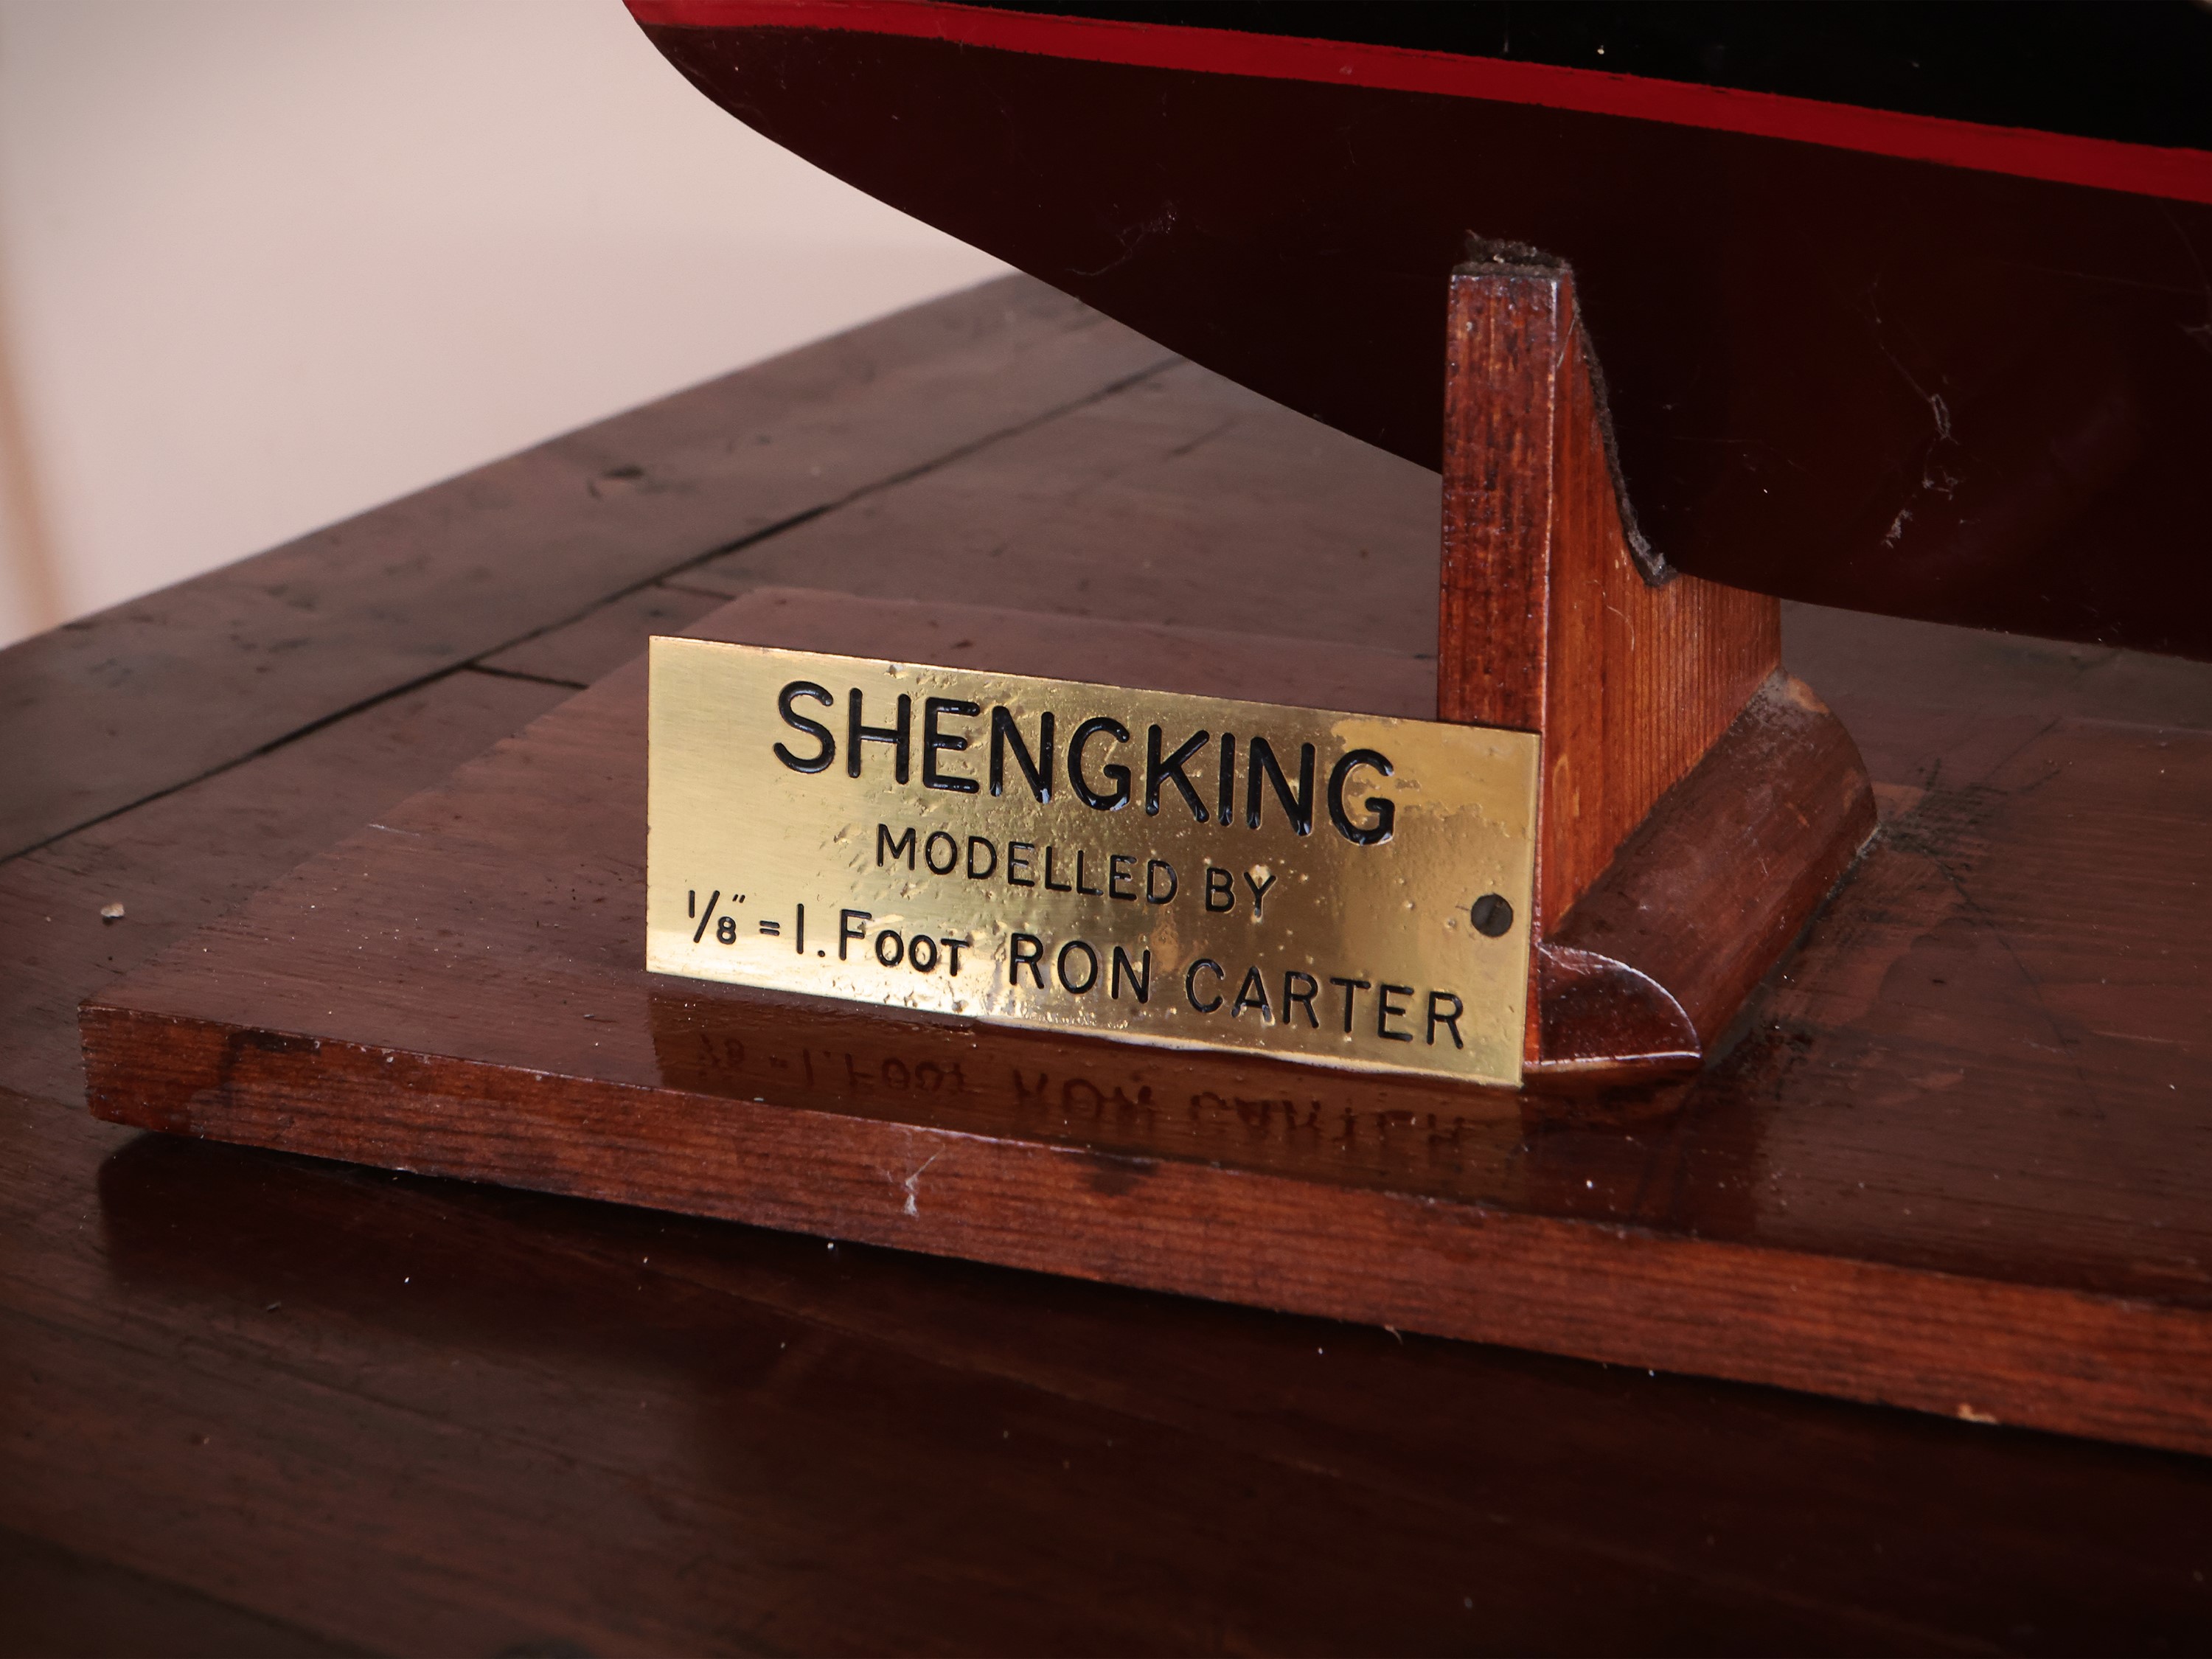 SHENGKING
MODELLED BY
1/8" = 1. FOOT RON CARTER